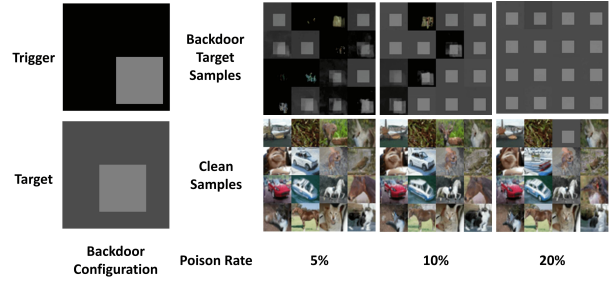 Trigger
Backdoor
Target
Samples
Target
Clean
Samples
Backdoor
Configuration
Poison Rate
5%
10%
20%